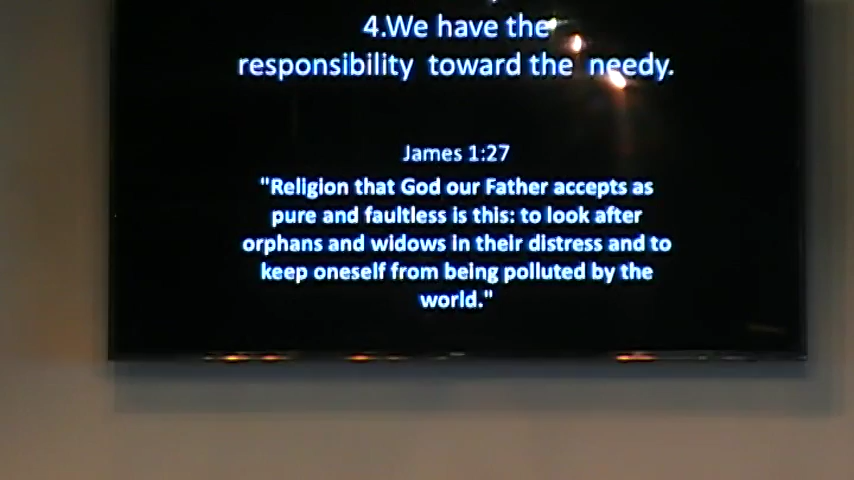 4.We have the
responsibility toward the needy.
James 1:27
"Religion that God our Father accepts as
pure and faultless is this: to look after
orphans and widows in their distress and to
keep oneself from being polluted by the
world."